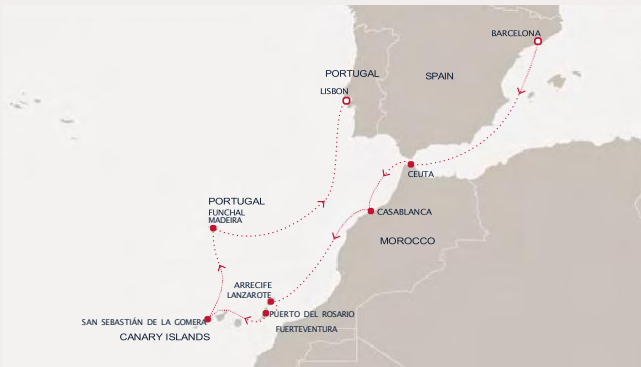 BARCELONA
PORTUGAL
SPAIN
LISBON
CEUTA
PORTUGAL
FUNCHAL
MADEIRA
CASABLANCA
MOROCCO
ARRECIFE
LANZAROTE
PUERTO DEL ROSARIO
SAN SEBASTIÁN DE LA GOMERA
FUERTEVENTURA
CANARY ISLANDS